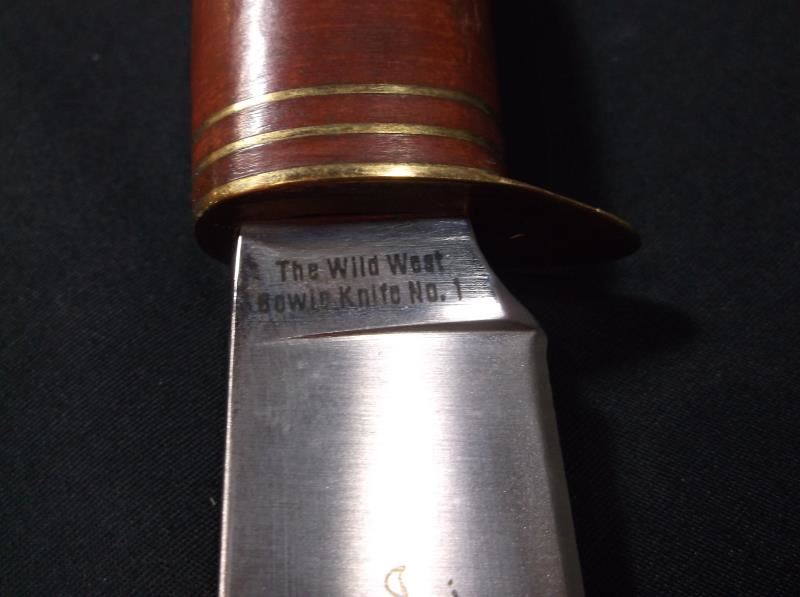 The Wild West
Bowie Knife No. 1